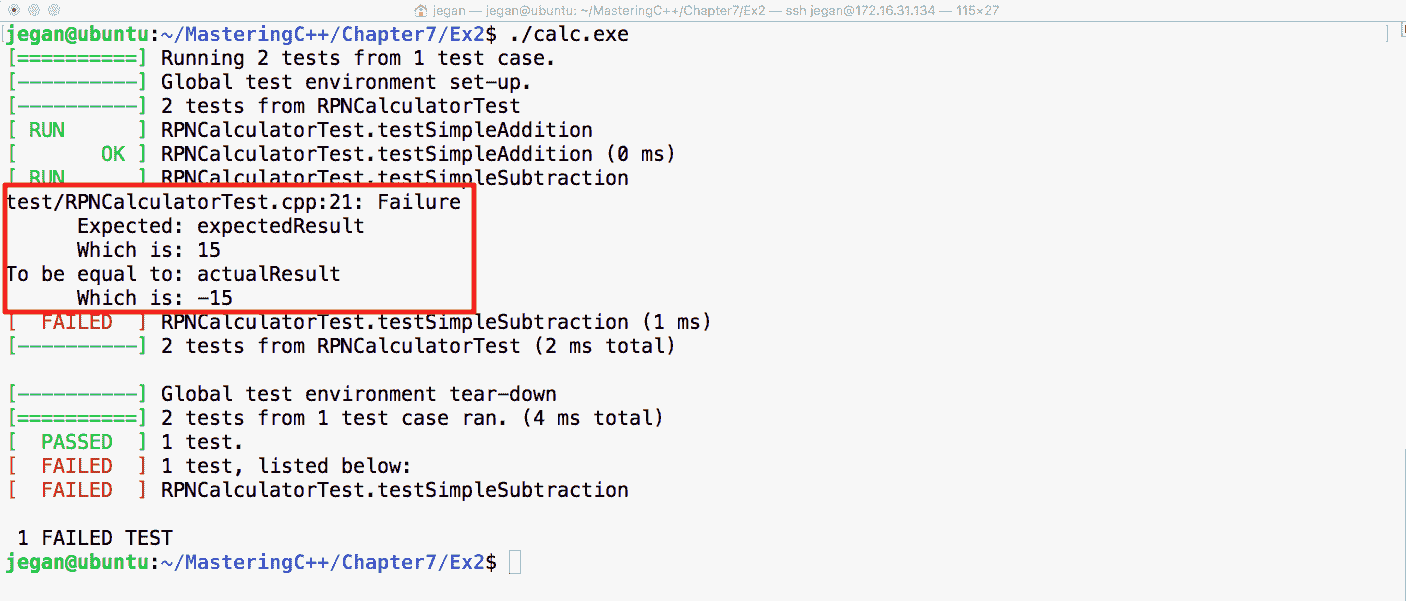 jegan — jegan@ubuntu: ~/MasteringC++/Chapter7/Ex2 — ssh jegan@172.16.31.134 — 115×27
jegan@ubuntu:~/MasteringC++/Chapter7/Ex2$ ./calc.exe
[==========] Running 2 tests from 1 test case.
[----------] Global test environment set-up.
[----------] 2 tests from RPNCalculatorTest
[ RUN      ] RPNCalculatorTest.testSimpleAddition
[       OK ] RPNCalculatorTest.testSimpleAddition (0 ms)
[ RUN      ] RPNCalculatorTest.testSimpleSubtraction
test/RPNCalculatorTest.cpp:21: Failure
      Expected: expectedResult
      Which is: 15
To be equal to: actualResult
      Which is: -15
[  FAILED  ] RPNCalculatorTest.testSimpleSubtraction (1 ms)
[----------] 2 tests from RPNCalculatorTest (2 ms total)

[----------] Global test environment tear-down
[==========] 2 tests from 1 test case ran. (4 ms total)
[  PASSED  ] 1 test.
[  FAILED  ] 1 test, listed below:
[  FAILED  ] RPNCalculatorTest.testSimpleSubtraction

 1 FAILED TEST
jegan@ubuntu:~/MasteringC++/Chapter7/Ex2$